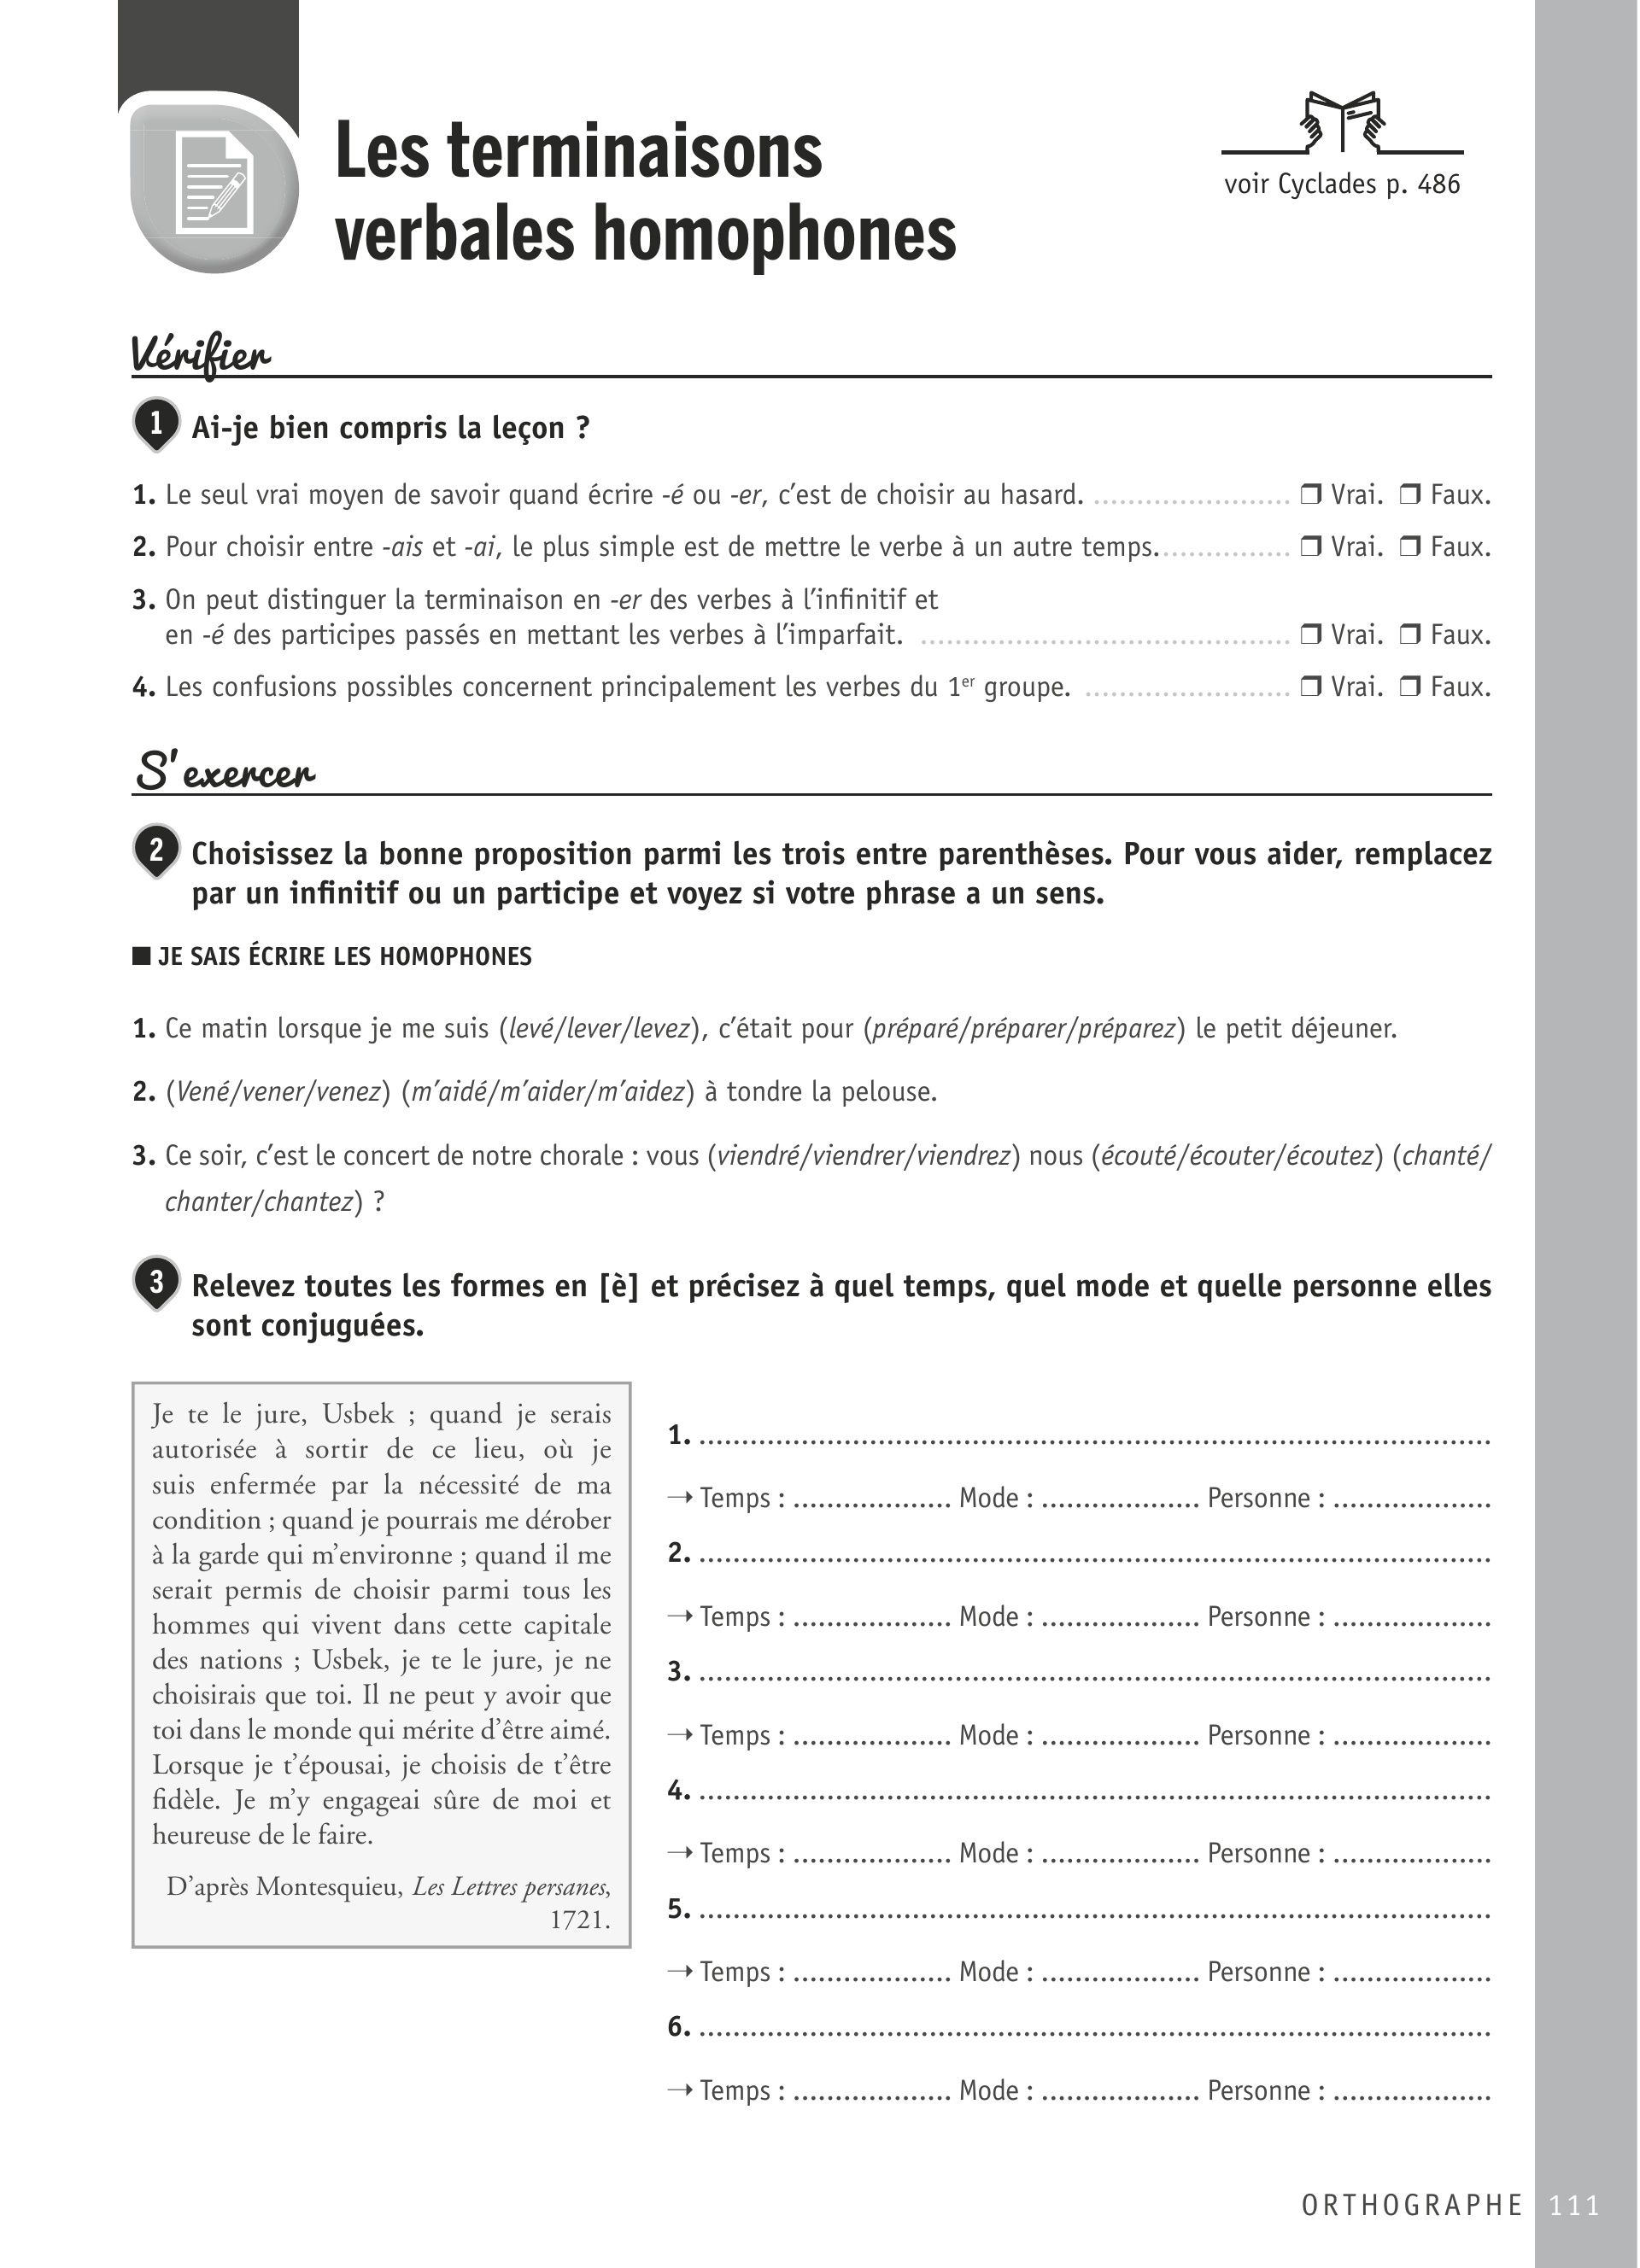 Les terminaisons
verbales homophones
voir Cyclades p. 486
Vérifier
1 Ai-je bien compris la leçon ?
1. Le seul vrai moyen de savoir quand écrire -é ou -er, c’est de choisir au hasard. ....................... ❒ Vrai. ❒ Faux.
2. Pour choisir entre -ais et -ai, le plus simple est de mettre le verbe à un autre temps................ ❒ Vrai. ❒ Faux.
3. On peut distinguer la terminaison en -er des verbes à l’infinitif et
en -é des participes passés en mettant les verbes à l’imparfait. ........................................... ❒ Vrai. ❒ Faux.
4. Les confusions possibles concernent principalement les verbes du 1er groupe. ........................ ❒ Vrai. ❒ Faux.
S’exercer
2 Choisissez la bonne proposition parmi les trois entre parenthèses. Pour vous aider, remplacez
par un infinitif ou un participe et voyez si votre phrase a un sens.
■ JE SAIS ÉCRIRE LES HOMOPHONES
1. Ce matin lorsque je me suis (levé/lever/levez), c’était pour (préparé/préparer/préparez) le petit déjeuner.
2. (Vené/vener/venez) (m’aidé/m’aider/m’aidez) à tondre la pelouse.
3. Ce soir, c’est le concert de notre chorale : vous (viendré/viendrer/viendrez) nous (écouté/écouter/écoutez) (chanté/
chanter/chantez) ?
3 Relevez toutes les formes en [è] et précisez à quel temps, quel mode et quelle personne elles
sont conjuguées.
Je te le jure, Usbek ; quand je serais
autorisée à sortir de ce lieu, où je
suis enfermée par la nécessité de ma
condition ; quand je pourrais me dérober
à la garde qui m’environne ; quand il me
serait permis de choisir parmi tous les
hommes qui vivent dans cette capitale
des nations ; Usbek, je te le jure, je ne
choisirais que toi. Il ne peut y avoir que
toi dans le monde qui mérite d’être aimé.
Lorsque je t’épousai, je choisis de t’être
fidèle. Je m’y engageai sûre de moi et
heureuse de le faire.
D’après Montesquieu, Les Lettres persanes,
1721.
1. ............................................................................................
→ Temps : ................... Mode : ................... Personne : ...................
2. ............................................................................................
→ Temps : ................... Mode : ................... Personne : ...................
3. ............................................................................................
→ Temps : ................... Mode : ................... Personne : ...................
4. ............................................................................................
→ Temps : ................... Mode : ................... Personne : ...................
5. ............................................................................................
→ Temps : ................... Mode : ................... Personne : ...................
6. ............................................................................................
→ Temps : ................... Mode : ................... Personne : ...................
ORTHOGRAPHE 111